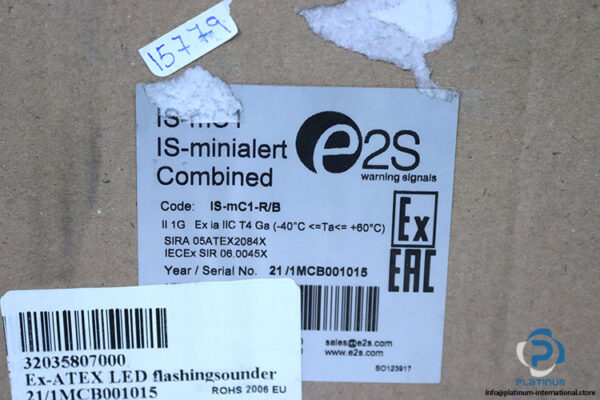 15779
IS-mC1
IS-minialert
Combined
e2S
warning signals
Code: IS-mC1-R/B
II 1G Ex ia IIC T4 Ga (-40°C <=Ta<= +60°C)
SIRA 05ATEX2084X
IECEx SIR 06.0045X
Year / Serial No. 21 /1MCB001015
Ex
EAC
sales@e2s.com
www.e2s.com
SO123917
32035807000
Ex-ATEX LED flashingsounder
21/1MCB001015
ROHS 2006 EU
PLATINUM
https://platinum-international.store